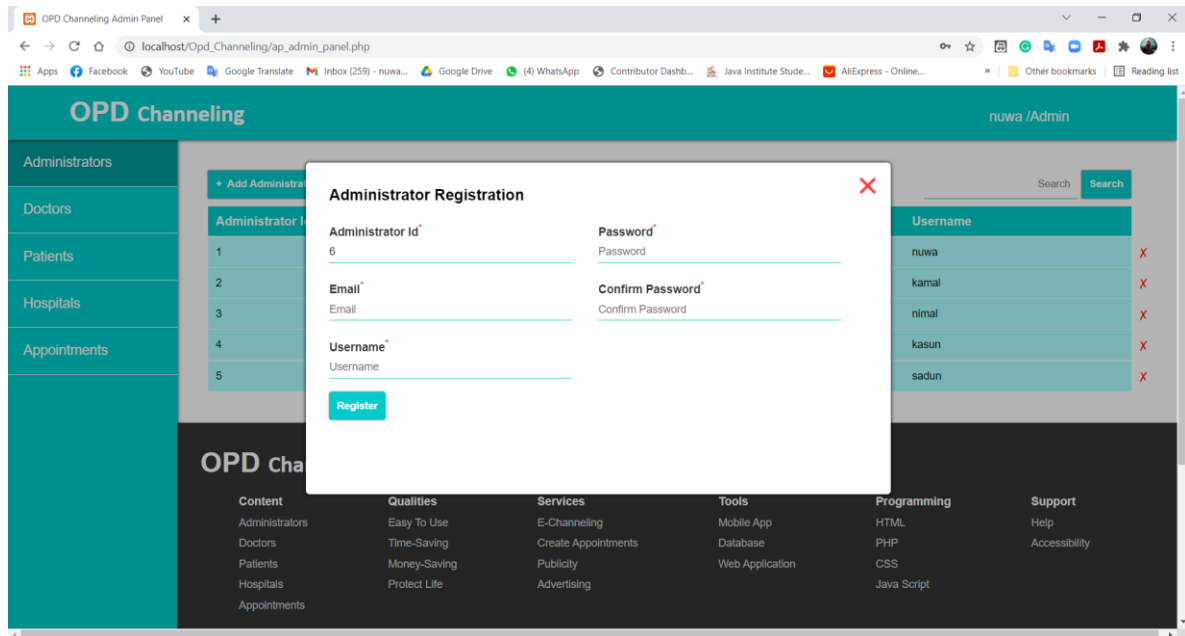 OPD Channeling Admin Panel
localhost/Opd_Channeling/ap_admin_panel.php
Apps Facebook YouTube Google Translate Inbox (259) - nuwa... Google Drive (4) WhatsApp Contributor Dashb... Java Institute Stude... AliExpress - Online... » Other bookmarks Reading list
OPD Channeling
nuwa /Admin
Administrators
Doctors
Patients
Hospitals
Appointments
+ Add Administrat
Search Search
Administrator I
Username
1 nuwa X
2 kamal X
3 nimal X
4 kasun X
5 sadun X
Administrator Registration
Administrator Id*
6
Password*
Password
Email*
Email
Confirm Password*
Confirm Password
Username*
Username
Register
OPD Cha
Content Qualities Services Tools Programming Support
Administrators Easy To Use E-Channeling Mobile App HTML Help
Doctors Time-Saving Create Appointments Database PHP Accessibility
Patients Money-Saving Publicity Web Application CSS
Hospitals Protect Life Advertising Java Script
Appointments